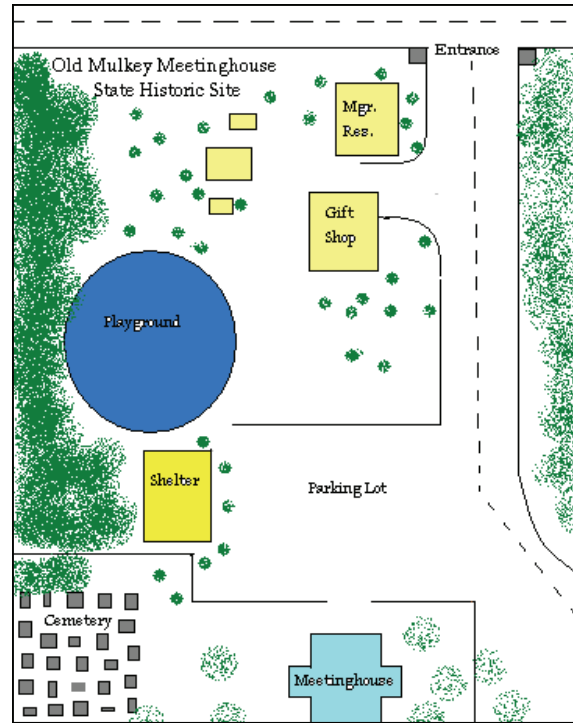 Entrance
Old Mulkey Meetinghouse
State Historic Site
Mgr.
Res.
Gift
Shop
Playground
Shelter
Parking Lot
Cemetery
Meetinghouse